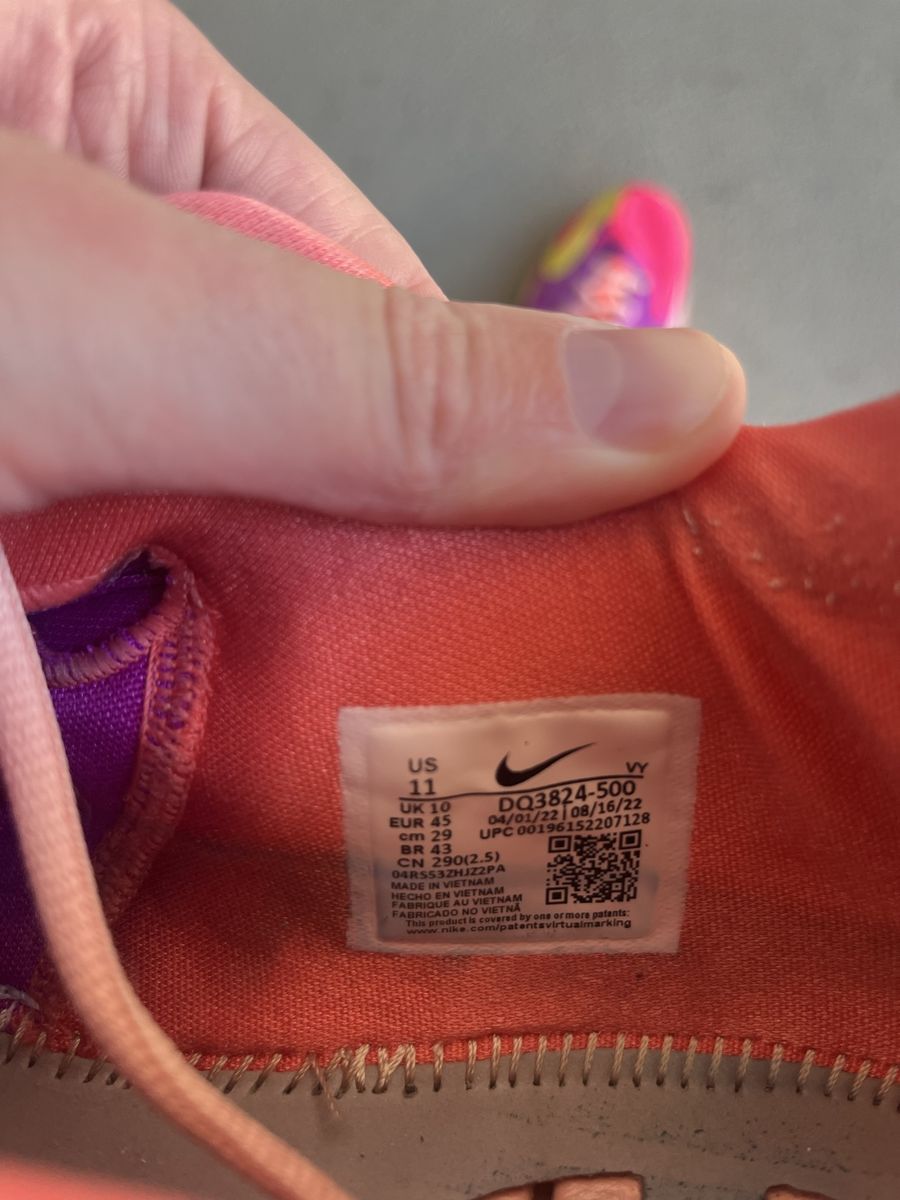 US
11
UK 10
EUR 45
cm 29
BR 43
CN 290(2.5)
04RS53ZHJZ2PA
MADE IN VIETNAM
HECHO EN VIETNAM
FABRIQUE AU VIETNAM
FABRICADO NO VIETNÃ
VY
DQ3824-500
04/01/22 | 08/16/22
UPC 00196152207128
This product is covered by one or more patents:
www.nike.com/patentsvirtualmarking